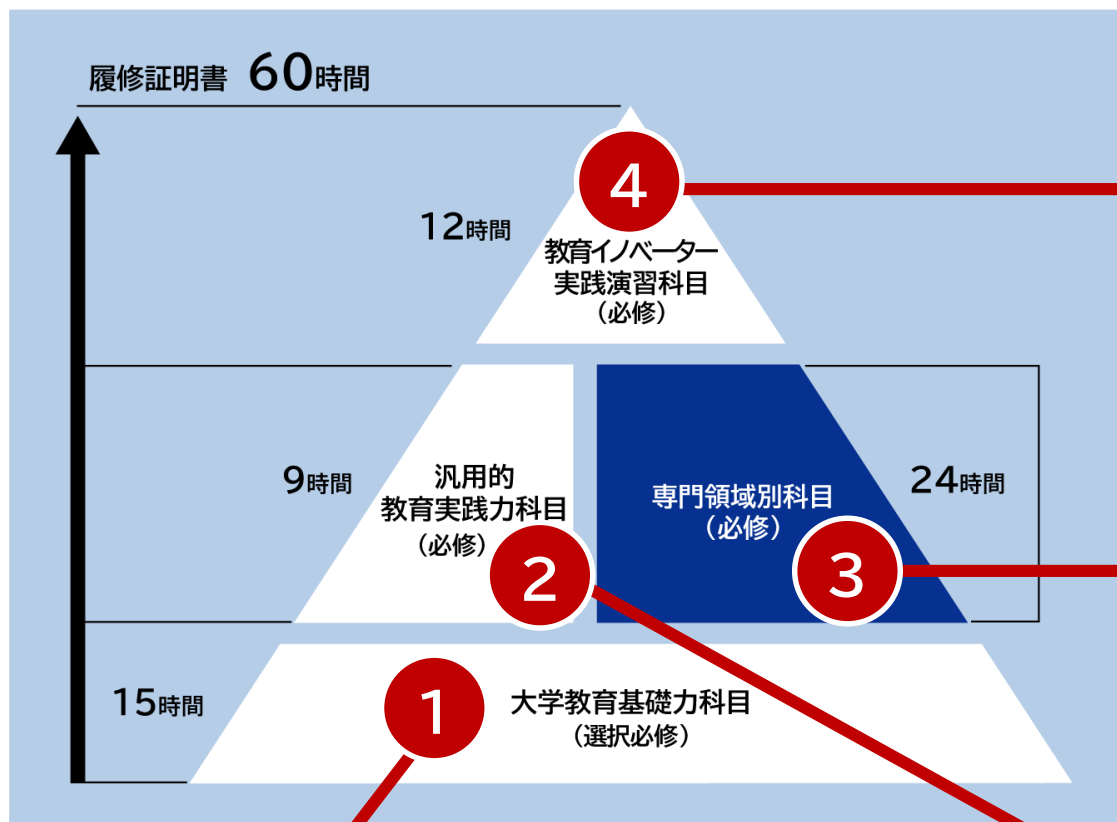 履修証明書 60時間
4
12時間
教育イノベーター
実践演習科目
（必修）
9時間
汎用的
教育実践力科目
（必修）
2
専門領域別科目
（必修）
3
24時間
15時間
1
大学教育基礎力科目
（選択必修）